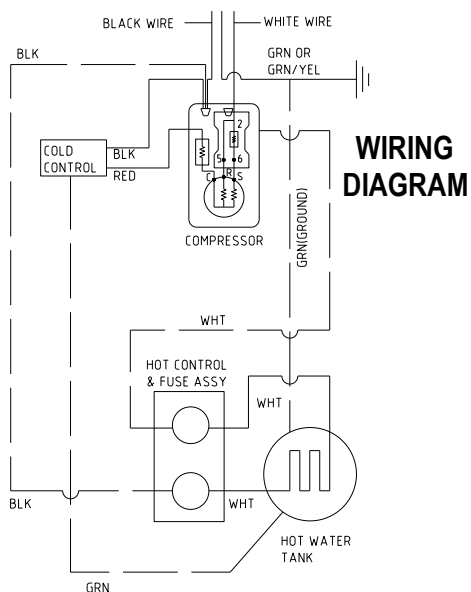 BLACK WIRE
WHITE WIRE
BLK
GRN OR
GRN/YEL
WIRING
DIAGRAM
COLD
CONTROL
BLK
RED
2
5
6
C
R
S
COMPRESSOR
GRN(GROUND)
WHT
HOT CONTROL
& FUSE ASSY
WHT
BLK
WHT
HOT WATER
TANK
GRN